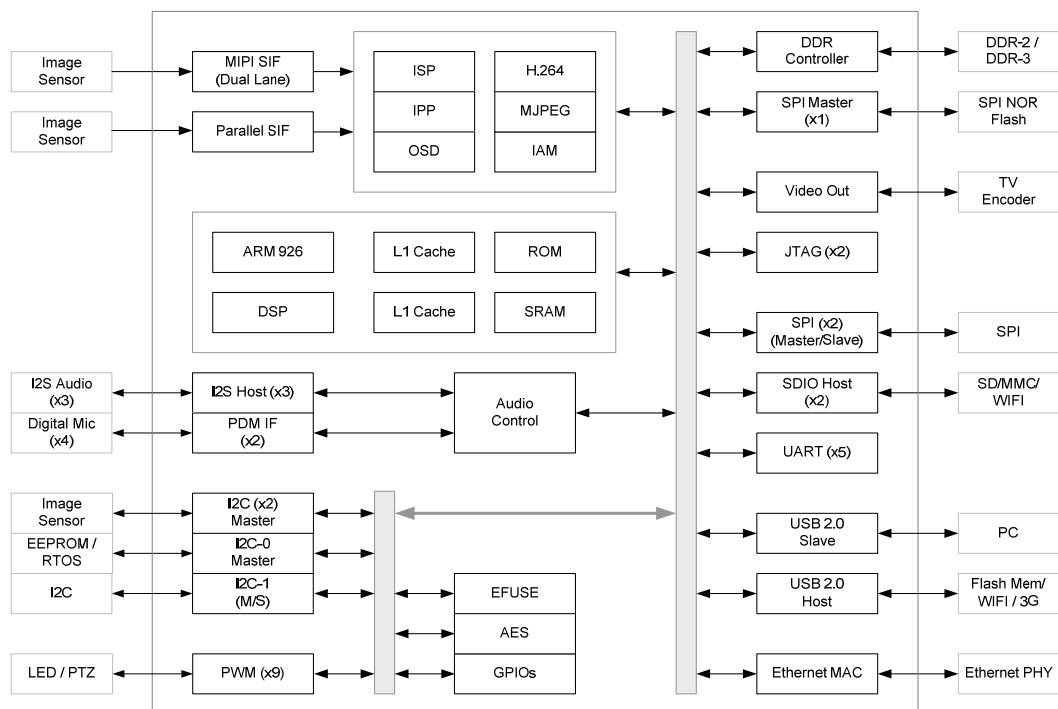 Image
Sensor
MIPI SIF
(Dual Lane)
Image
Sensor
Parallel SIF
ISP
H.264
IPP
MJPEG
OSD
IAM
ARM 926
L1 Cache
ROM
DSP
L1 Cache
SRAM
I2S Audio
(x3)
I2S Host (x3)
Digital Mic
(x4)
PDM IF
(x2)
Audio
Control
Image
Sensor
I2C (x2)
Master
EEPROM /
RTOS
I2C-0
Master
I2C
I2C-1
(M/S)
EFUSE
AES
GPIOs
LED / PTZ
PWM (x9)
DDR
Controller
DDR-2 /
DDR-3
SPI Master
(x1)
SPI NOR
Flash
Video Out
TV
Encoder
JTAG (x2)
SPI (x2)
(Master/Slave)
SPI
SDIO Host
(x2)
SD/MMC/
WIFI
UART (x5)
USB 2.0
Slave
PC
USB 2.0
Host
Flash Mem/
WIFI / 3G
Ethernet MAC
Ethernet PHY